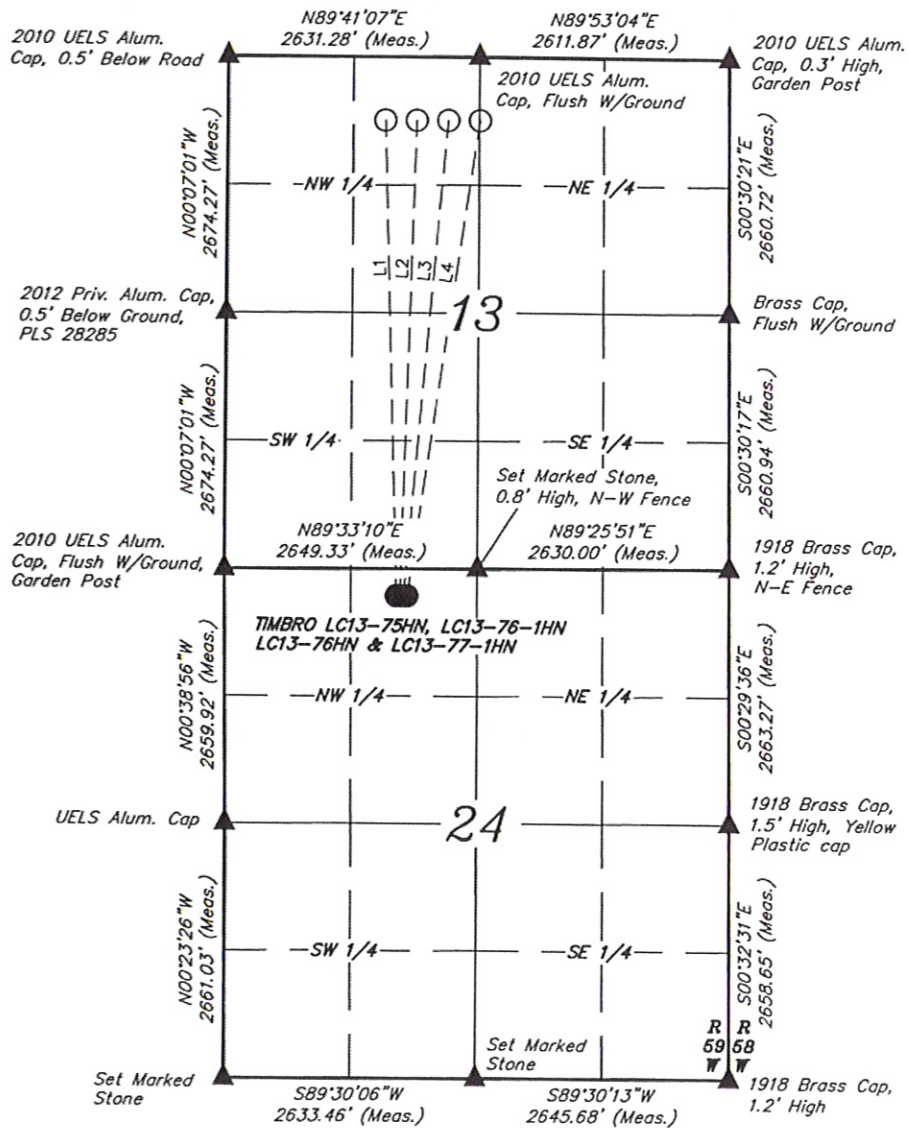 N89°41'07"E
2631.28' (Meas.)
N89°53'04"E
2611.87' (Meas.)
2010 UELS Alum.
Cap, 0.5' Below Road
2010 UELS Alum.
Cap, Flush W/Ground
2010 UELS Alum.
Cap, 0.3' High,
Garden Post
N00°07'01"W
2674.27' (Meas.)
NW 1/4
NE 1/4
S00°30'21"E
2660.72' (Meas.)
L1
L2
L3
L4
2012 Priv. Alum. Cap,
0.5' Below Ground,
PLS 28285
13
Brass Cap,
Flush W/Ground
N00°07'01"W
2674.27' (Meas.)
SW 1/4
SE 1/4
S00°30'17"E
2660.94' (Meas.)
Set Marked Stone,
0.8' High, N-W Fence
2010 UELS Alum.
Cap, Flush W/Ground,
Garden Post
N89°33'10"E
2649.33' (Meas.)
N89°25'51"E
2630.00' (Meas.)
1918 Brass Cap,
1.2' High,
N-E Fence
TIMBRO LC13-75HN, LC13-76-1HN
LC13-76HN & LC13-77-1HN
N00°38'56"W
2659.92' (Meas.)
NW 1/4
NE 1/4
S00°29'36"E
2663.27' (Meas.)
UELS Alum. Cap
24
1918 Brass Cap,
1.5' High, Yellow
Plastic cap
N00°23'26"W
2661.03' (Meas.)
SW 1/4
SE 1/4
S00°32'31"E
2658.65' (Meas.)
R R
59 58
W W
Set Marked
Stone
Set Marked
Stone
S89°30'06"W
2633.46' (Meas.)
S89°30'13"W
2645.68' (Meas.)
1918 Brass Cap,
1.2' High